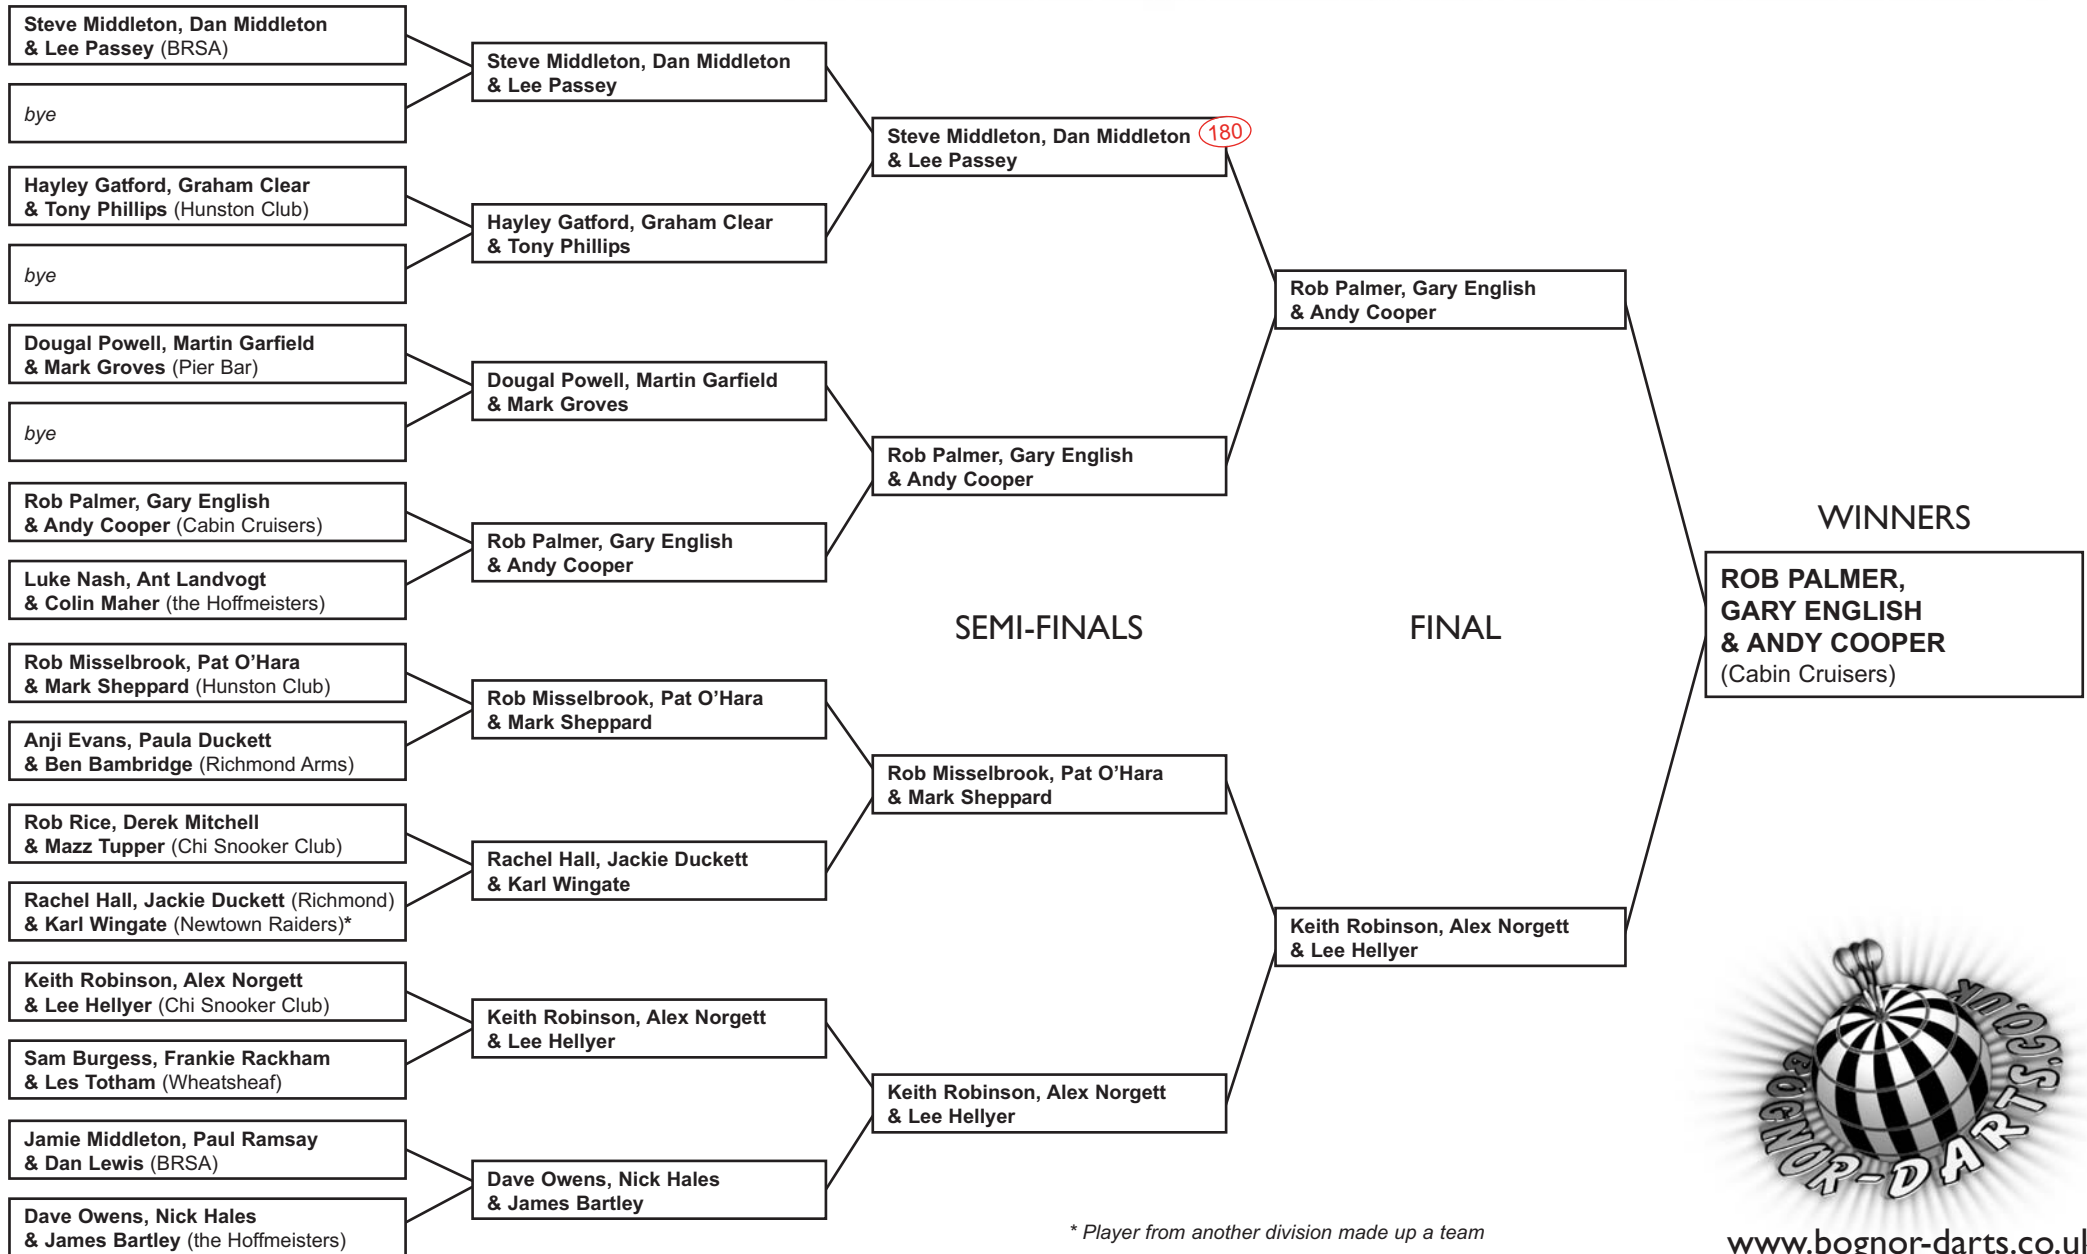 Steve Middleton, Dan Middleton
& Lee Passey (BRSA)
bye
Hayley Gatford, Graham Clear
& Tony Phillips (Hunston Club)
bye
Dougal Powell, Martin Garfield
& Mark Groves (Pier Bar)
bye
Rob Palmer, Gary English
& Andy Cooper (Cabin Cruisers)
Luke Nash, Ant Landvogt
& Colin Maher (the Hoffmeisters)
Rob Misselbrook, Pat O’Hara
& Mark Sheppard (Hunston Club)
Anji Evans, Paula Duckett
& Ben Bambridge (Richmond Arms)
Rob Rice, Derek Mitchell
& Mazz Tupper (Chi Snooker Club)
Rachel Hall, Jackie Duckett (Richmond)
& Karl Wingate (Newtown Raiders)*
Keith Robinson, Alex Norgett
& Lee Hellyer (Chi Snooker Club)
Sam Burgess, Frankie Rackham
& Les Totham (Wheatsheaf)
Jamie Middleton, Paul Ramsay
& Dan Lewis (BRSA)
Dave Owens, Nick Hales
& James Bartley (the Hoffmeisters)
Steve Middleton, Dan Middleton
& Lee Passey
Hayley Gatford, Graham Clear
& Tony Phillips
Dougal Powell, Martin Garfield
& Mark Groves
Rob Palmer, Gary English
& Andy Cooper
Rob Misselbrook, Pat O’Hara
& Mark Sheppard
Rachel Hall, Jackie Duckett
& Karl Wingate
Keith Robinson, Alex Norgett
& Lee Hellyer
Dave Owens, Nick Hales
& James Bartley
Steve Middleton, Dan Middleton 180
& Lee Passey
Rob Palmer, Gary English
& Andy Cooper
SEMI-FINALS
Rob Misselbrook, Pat O’Hara
& Mark Sheppard
Keith Robinson, Alex Norgett
& Lee Hellyer
Rob Palmer, Gary English
& Andy Cooper
FINAL
Keith Robinson, Alex Norgett
& Lee Hellyer
WINNERS
ROB PALMER,
GARY ENGLISH
& ANDY COOPER
(Cabin Cruisers)
* Player from another division made up a team
BOGNOR-DARTS.CO.UK
www.bognor-darts.co.uk